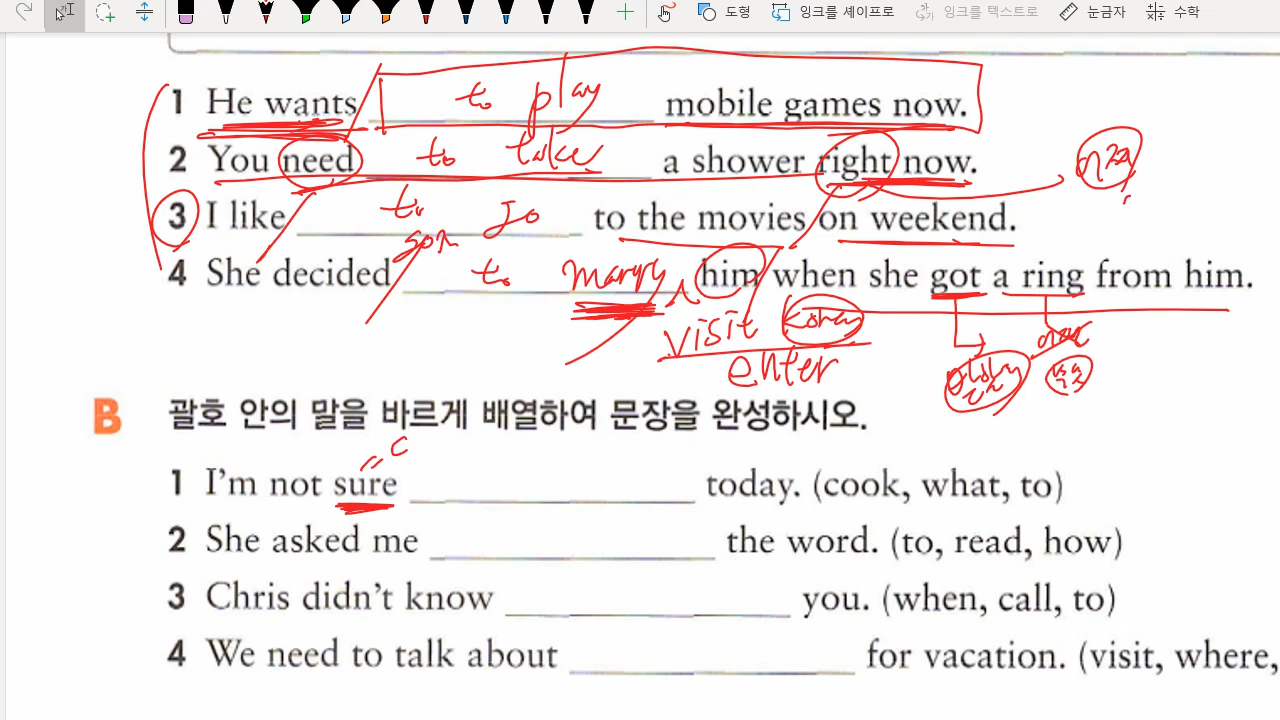 도형 잉크를 셰이프로 잉크를 텍스트로 눈금자 수학
1 He wants to play mobile games now.
2 You need to take a shower right now.
3 I like to go to the movies on weekend.
4 She decided to marry him when she got a ring from him.
visit
enter
B 괄호 안의 말을 바르게 배열하여 문장을 완성하시오.
1 I'm not sure ____ today. (cook, what, to)
2 She asked me ____ the word. (to, read, how)
3 Chris didn't know ____ you. (when, call, to)
4 We need to talk about ____ for vacation. (visit, where,